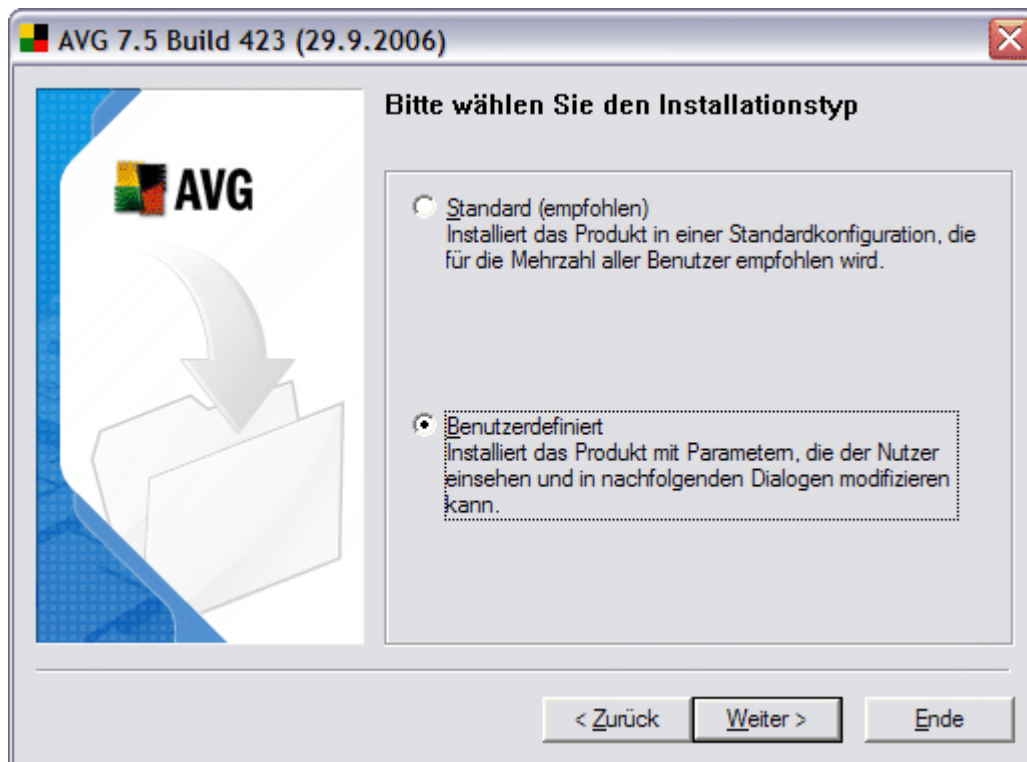 AVG 7.5 Build 423 (29.9.2006)
Bitte wählen Sie den Installationstyp
AVG
Standard (empfohlen)
Installiert das Produkt in einer Standardkonfiguration, die
für die Mehrzahl aller Benutzer empfohlen wird.
Benutzerdefiniert
Installiert das Produkt mit Parametern, die der Nutzer
einsehen und in nachfolgenden Dialogen modifizieren
kann.
< Zurück
Weiter >
Ende